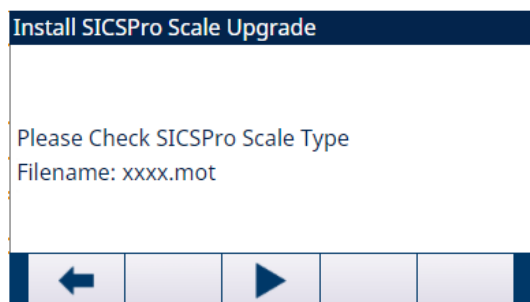 Install SICSPro Scale Upgrade
Please Check SICSPro Scale Type
Filename: xxxx.mot